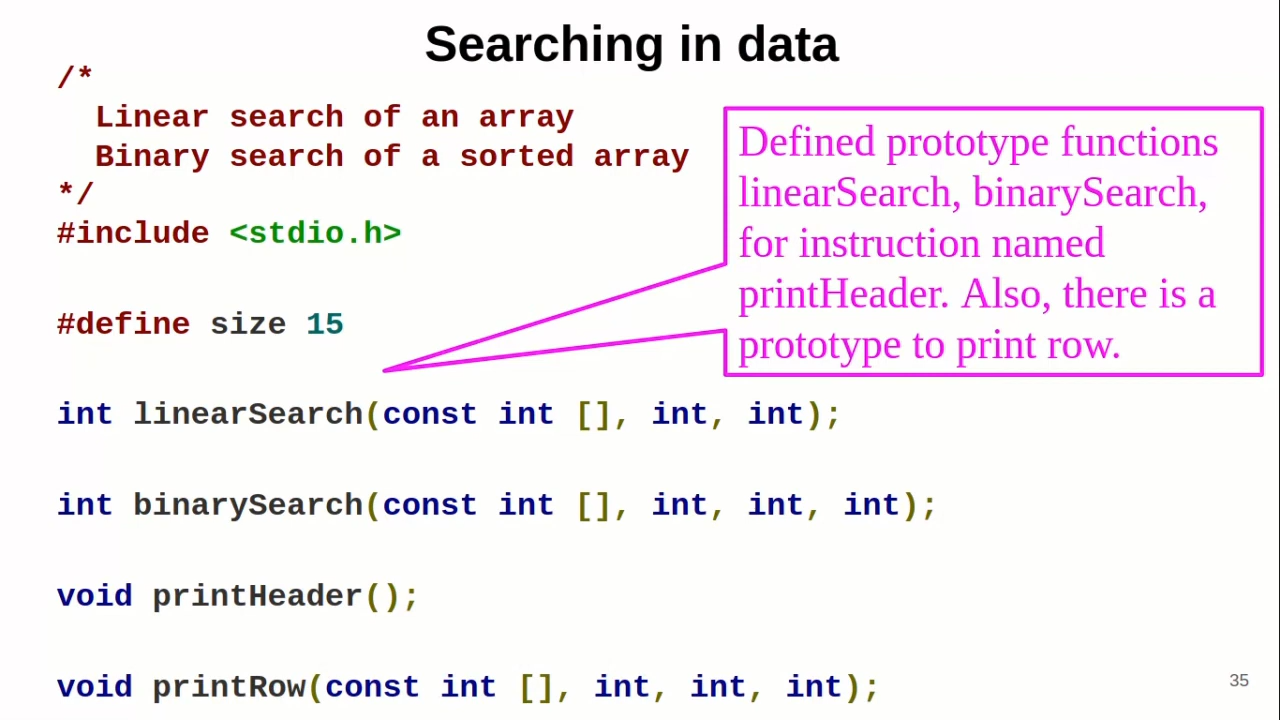 Searching in data
/*
Linear search of an array
Binary search of a sorted array
*/
#include <stdio.h>
#define size 15
int linearSearch(const int [], int, int);
int binarySearch(const int [], int, int, int);
void printHeader();
void printRow(const int [], int, int, int);
Defined prototype functions
linearSearch, binarySearch,
for instruction named
printHeader. Also, there is a
prototype to print row.
35